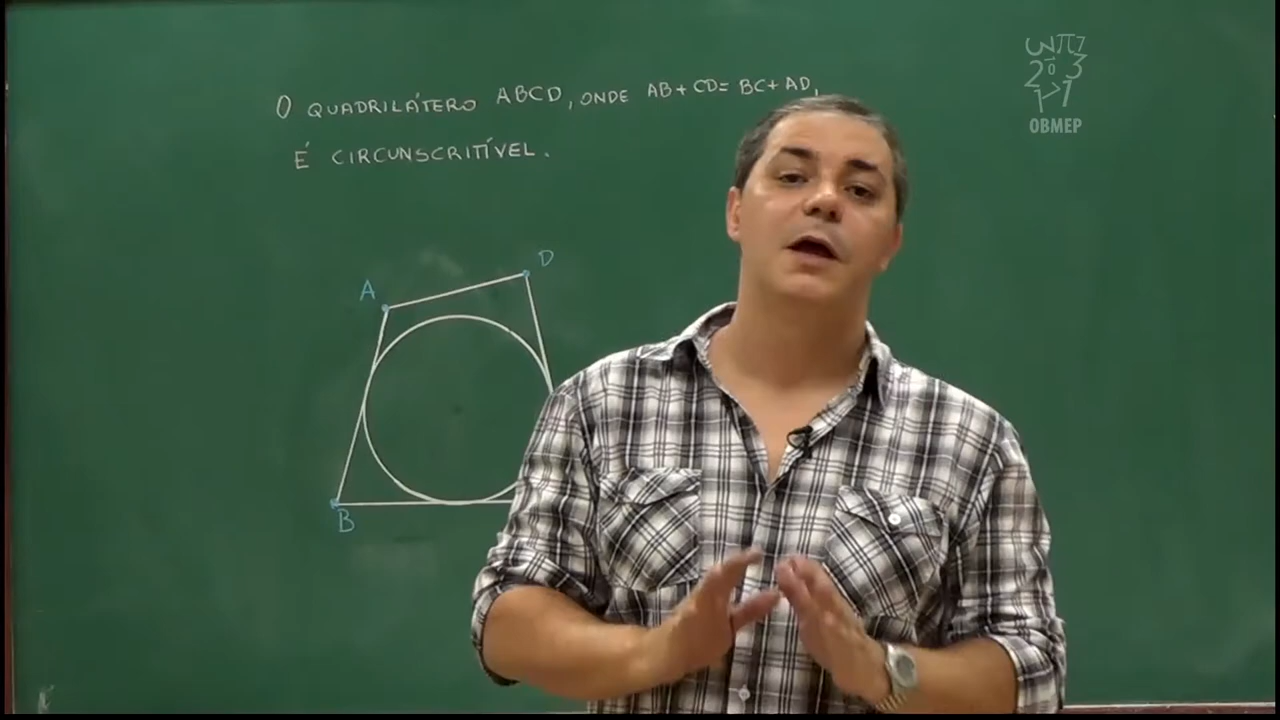 O QUADRILÁTERO ABCD, ONDE AB + CD = BC + AD,
É CIRCUNSCRITÍVEL.
D
A
B
OBMEP